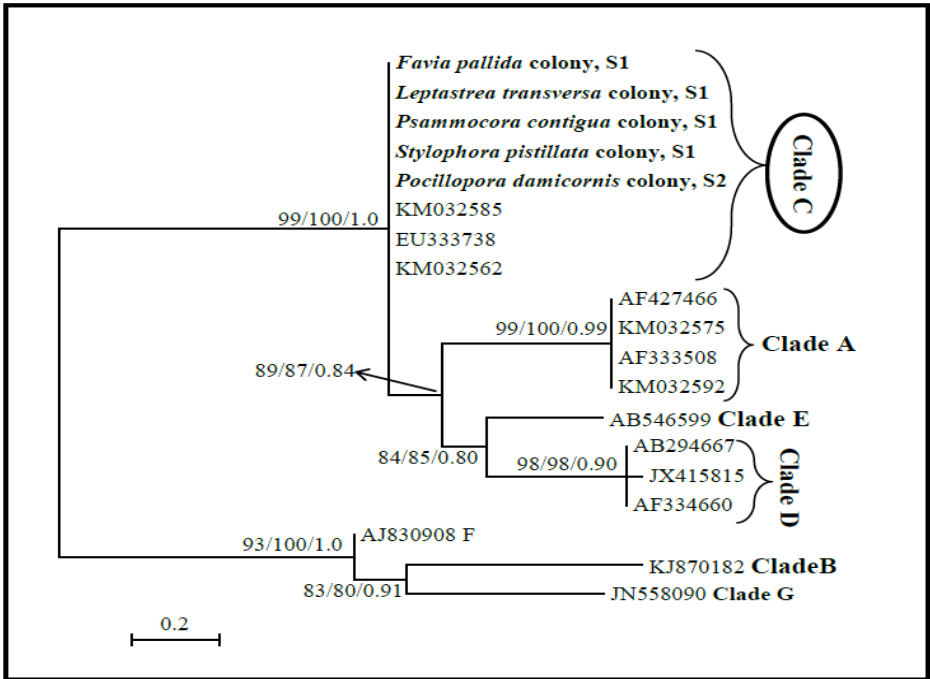 Favia pallida colony, S1
Leptastrea transversa colony, S1
Psammocora contigua colony, S1
Stylophora pistillata colony, S1
Pocillopora damicornis colony, S2
KM032585
EU333738
KM032562
Clade C
99/100/1.0
AF427466
KM032575
AF333508
KM032592
Clade A
99/100/0.99
89/87/0.84
AB546599 Clade E
84/85/0.80
98/98/0.90
AB294667
JX415815
AF334660
Clade D
93/100/1.0
AJ830908 F
83/80/0.91
KJ870182 CladeB
JN558090 Clade G
0.2